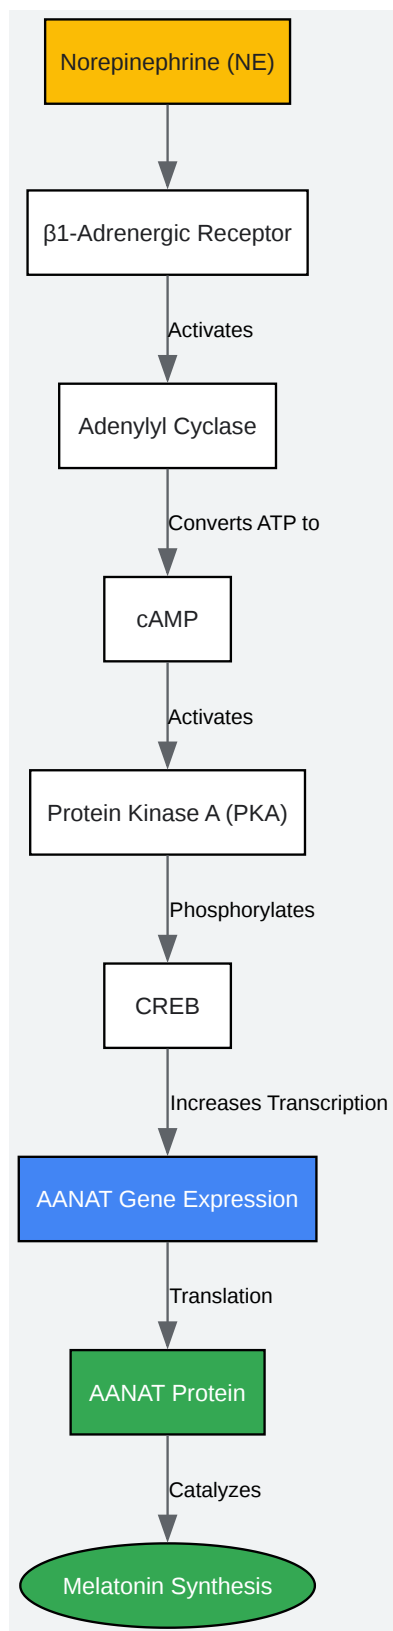 Norepinephrine (NE)
β1-Adrenergic Receptor
Activates
Adenylyl Cyclase
Converts ATP to
cAMP
Activates
Protein Kinase A (PKA)
Phosphorylates
CREB
Increases Transcription
AANAT Gene Expression
Translation
AANAT Protein
Catalyzes
Melatonin Synthesis